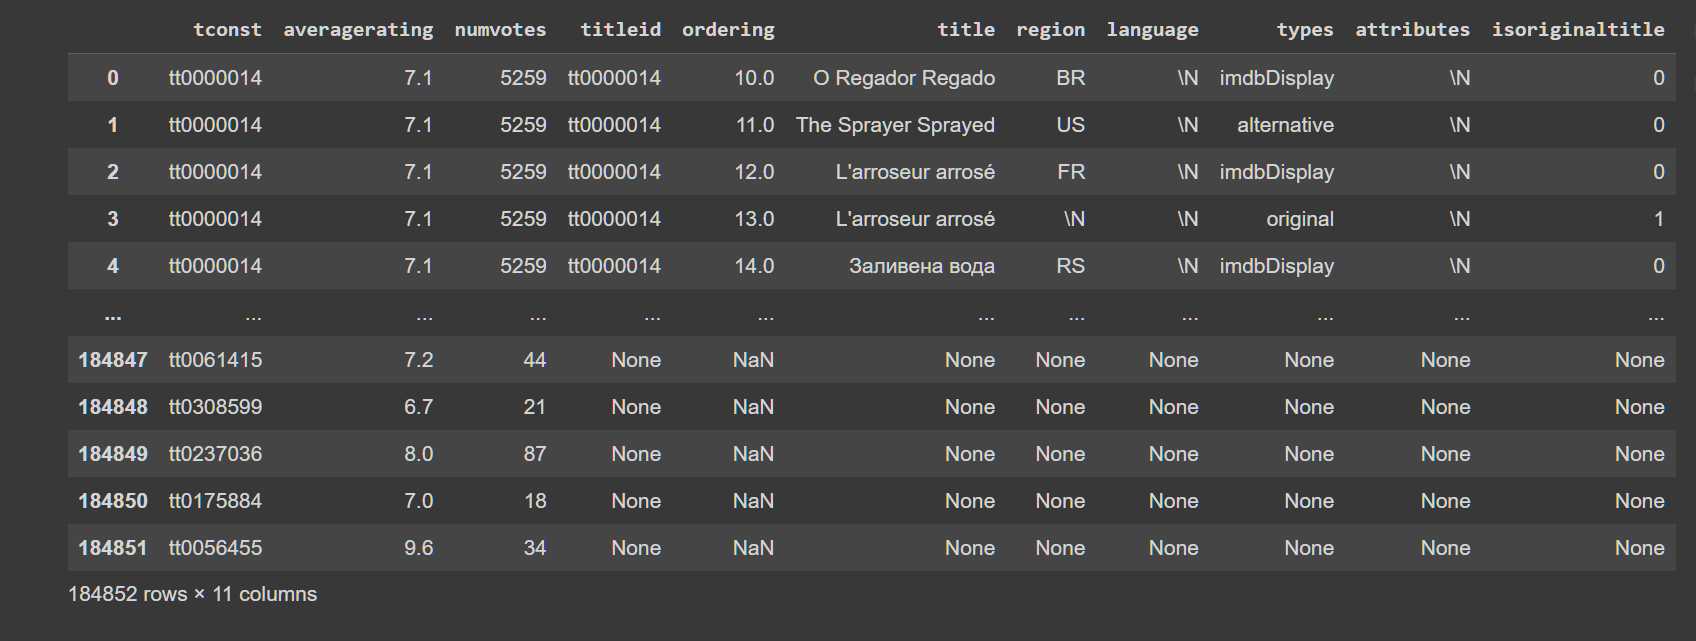 tconst averagerating numvotes titleid ordering title region language types attributes isoriginaltitle
0 tt0000014 7.1 5259 tt0000014 10.0 O Regador Regado BR \N imdbDisplay \N 0
1 tt0000014 7.1 5259 tt0000014 11.0 The Sprayer Sprayed US \N alternative \N 0
2 tt0000014 7.1 5259 tt0000014 12.0 L'arroseur arrosé FR \N imdbDisplay \N 0
3 tt0000014 7.1 5259 tt0000014 13.0 L'arroseur arrosé \N \N original \N 1
4 tt0000014 7.1 5259 tt0000014 14.0 Заливена вода RS \N imdbDisplay \N 0
... ... ... ... ... ... ... ... ... ... ... ...
184847 tt0061415 7.2 44 None NaN None None None None None None
184848 tt0308599 6.7 21 None NaN None None None None None None
184849 tt0237036 8.0 87 None NaN None None None None None None
184850 tt0175884 7.0 18 None NaN None None None None None None
184851 tt0056455 9.6 34 None NaN None None None None None None
184852 rows × 11 columns